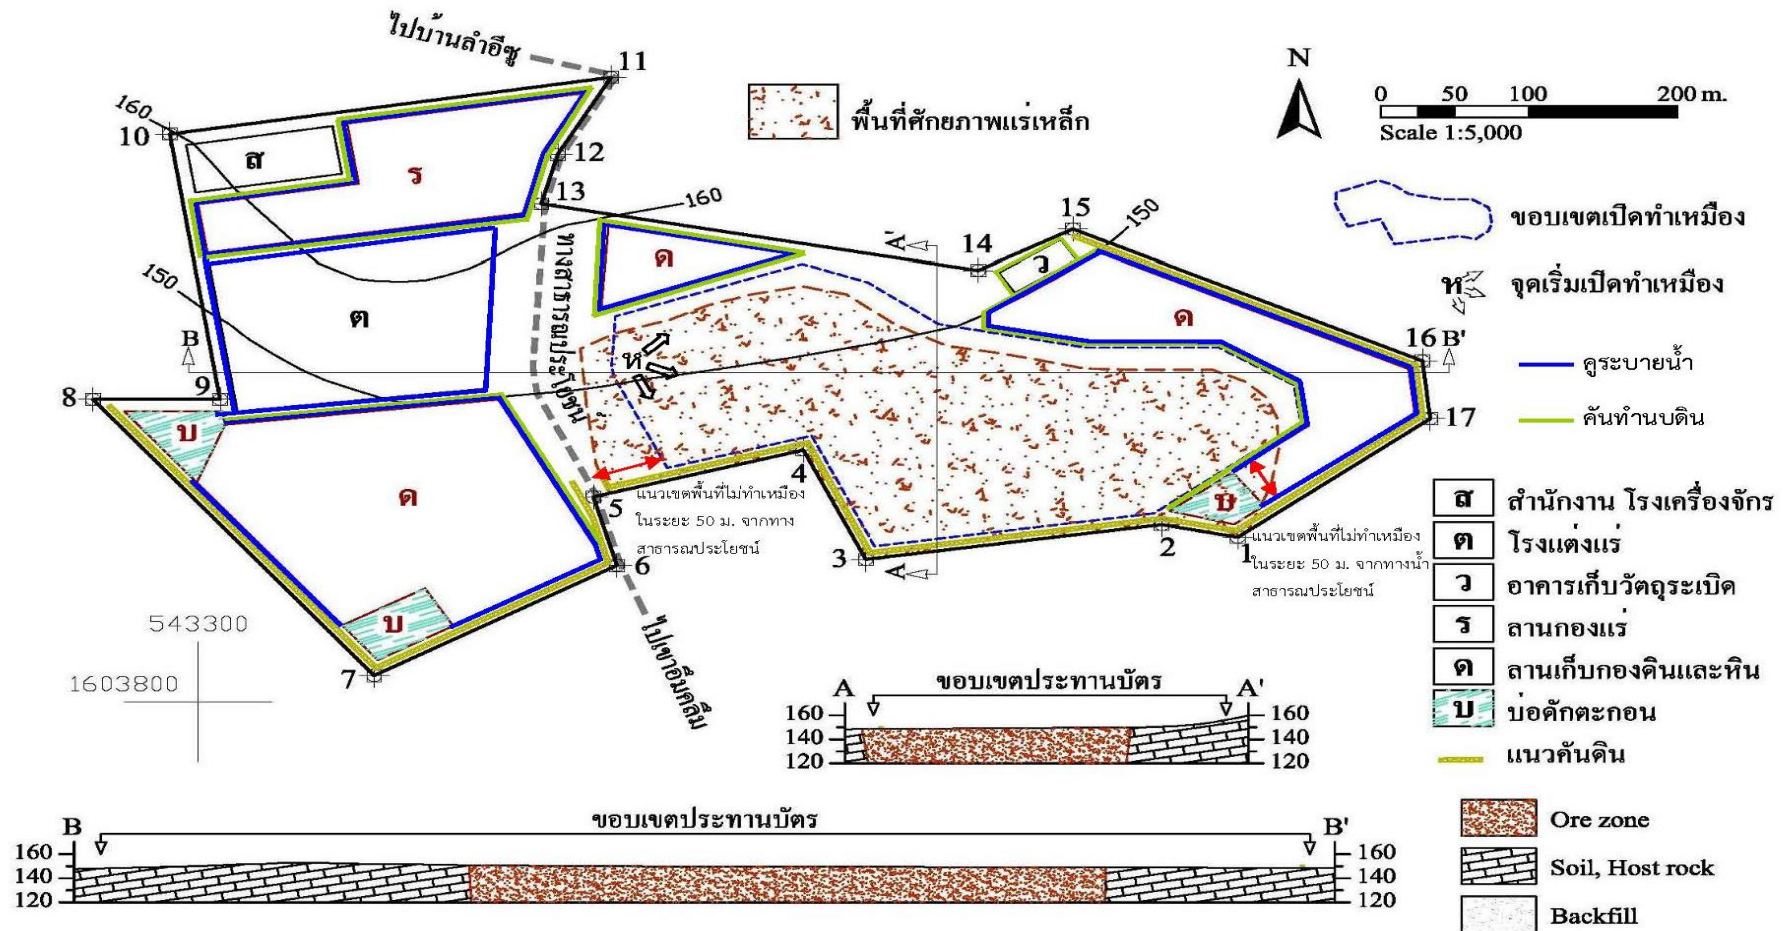 ไปบ้านลำอีซู
11
N
0 50 100 200 m.
Scale 1:5,000
พื้นที่ศักยภาพแร่เหล็ก
160
10
ส
ร
12
13
160
15
150
14
ว
A'
ขอบเขตเปิดทำเหมือง
ห
จุดเริ่มเปิดทำเหมือง
ด
ด
ทางสาธารณประโยชน์
150
ต
ห
B
16
B'
คูระบายน้ำ
8
9
17
คันทำนบดิน
บ
4
ด
5
แนวเขตพื้นที่ไม่ทำเหมือง
ในระยะ 50 ม. จากทาง
สาธารณประโยชน์
บ
2
1
แนวเขตพื้นที่ไม่ทำเหมือง
ในระยะ 50 ม. จากทางน้ำ
สาธารณประโยชน์
3
A
6
บ
7
ไปเขาอึมคลึม
543300
1603800
ส สำนักงาน โรงเครื่องจักร
ต โรงแต่งแร่
ว อาคารเก็บวัตถุระเบิด
ร ลานกองแร่
ด ลานเก็บกองดินและหิน
บ บ่อดักตะกอน
แนวคันดิน
A ขอบเขตประทานบัตร A'
160 160
140 140
120 120
B ขอบเขตประทานบัตร B'
160 160
140 140
120 120
Ore zone
Soil, Host rock
Backfill